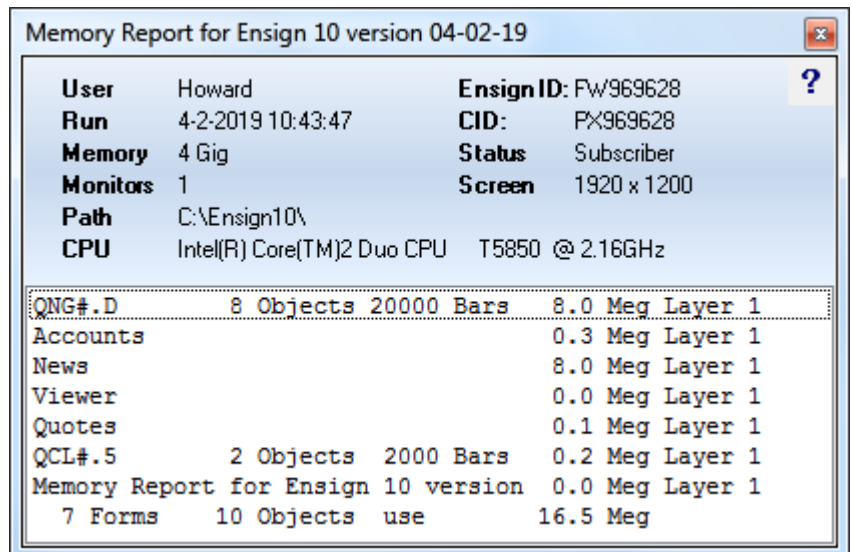 Memory Report for Ensign 10 version 04-02-19
User Howard Ensign ID: FW969628 ?
Run 4-2-2019 10:43:47 CID: PX969628
Memory 4 Gig Status Subscriber
Monitors 1 Screen 1920 x 1200
Path C:\Ensign10\
CPU Intel(R) Core(TM)2 Duo CPU T5850 @ 2.16GHz
QNG#.D 8 Objects 20000 Bars 8.0 Meg Layer 1
Accounts 0.3 Meg Layer 1
News 8.0 Meg Layer 1
Viewer 0.0 Meg Layer 1
Quotes 0.1 Meg Layer 1
QCL#.5 2 Objects 2000 Bars 0.2 Meg Layer 1
Memory Report for Ensign 10 version 0.0 Meg Layer 1
7 Forms 10 Objects use 16.5 Meg